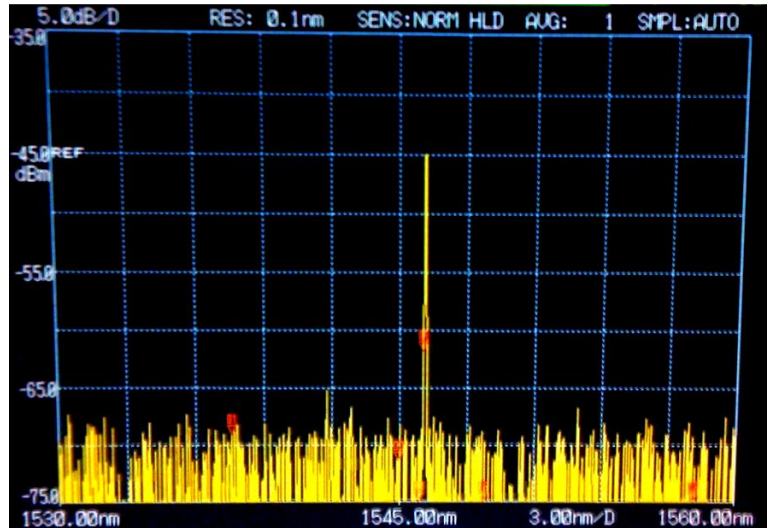 5.0dB/D RES: 0.1nm SENS:NORM HLD AVG: 1 SMPL:AUTO
-35.0
-45.0REF
dBm
-55.0
-65.0
-75.0
1530.00nm 1545.00nm 3.00nm/D 1560.00nm